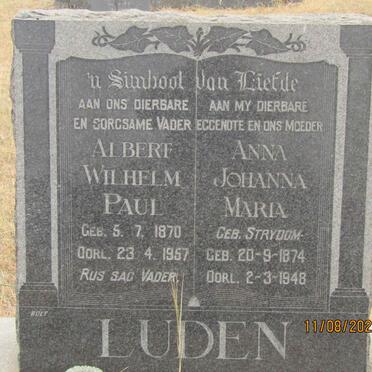 'n Simbool Van Liefde
AAN ONS DIERBARE
EN SORGSAME VADER
ALBERT
WILHELM
PAUL
GEB. 5. 7. 1870
OORL. 23. 4. 1957
RUS SAG VADER.
AAN MY DIERBARE
EGGENOTE EN ONS MOEDER
ANNA
JOHANNA
MARIA
GEB. STRYDOM
GEB. 20-9-1874
OORL. 2-3-1948
LUDEN
11/08/202